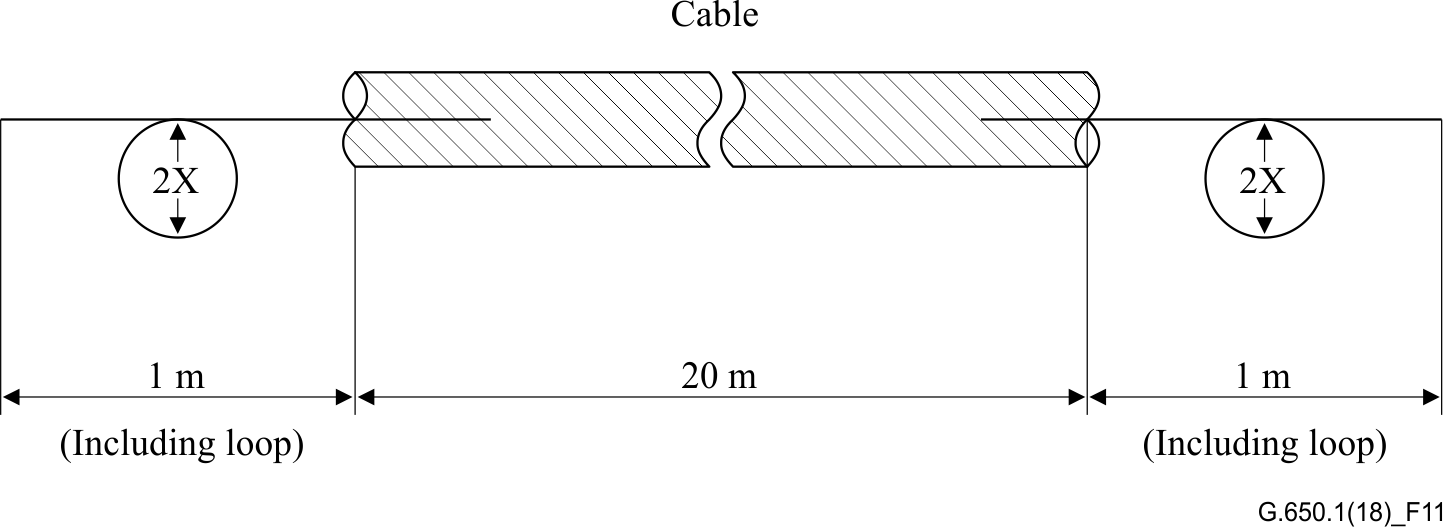 Cable
2X
2X
1 m
20 m
1 m
(Including loop)
(Including loop)
G.650.1(18)_F11